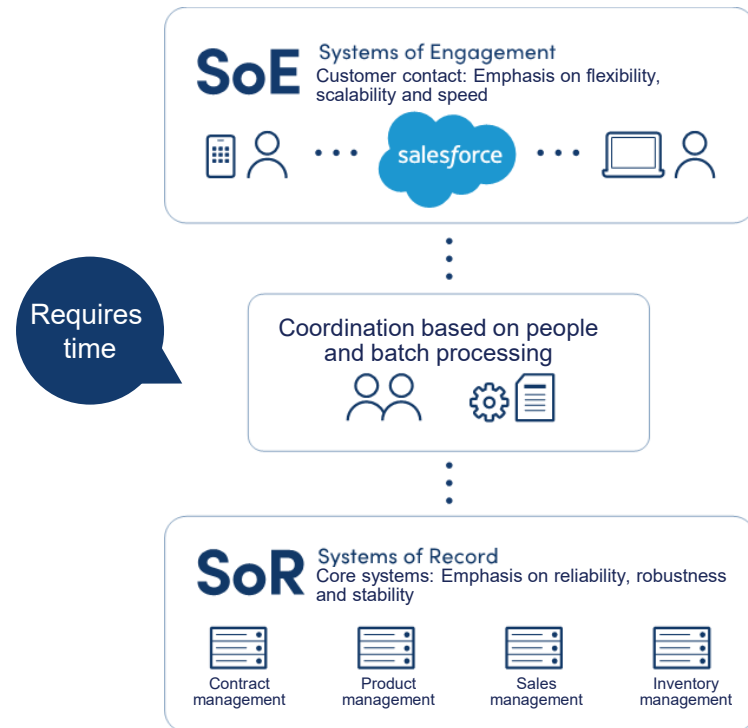 SoE
Systems of Engagement
Customer contact: Emphasis on flexibility,
scalability and speed
salesforce
Requires
time
Coordination based on people
and batch processing
SoR
Systems of Record
Core systems: Emphasis on reliability, robustness
and stability
Contract
management
Product
management
Sales
management
Inventory
management